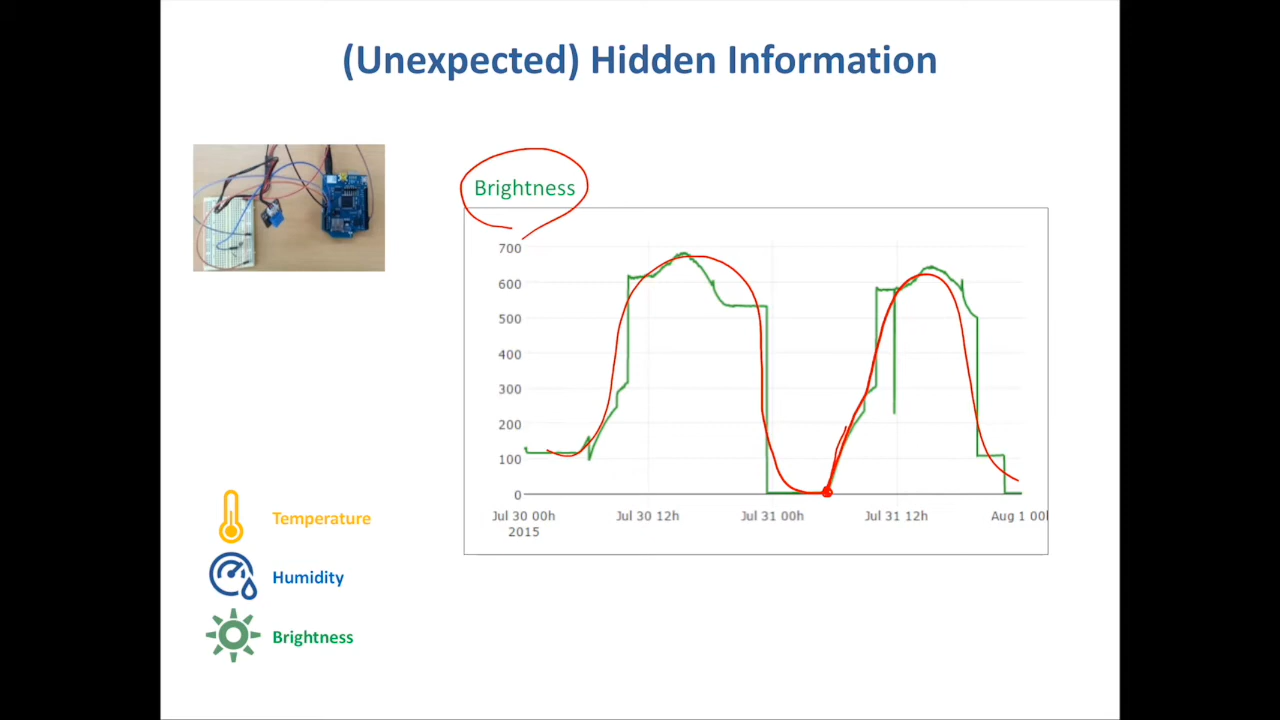 (Unexpected) Hidden Information
Brightness
700
600
500
400
300
200
100
0
Jul 30 00h
2015
Jul 30 12h
Jul 31 00h
Jul 31 12h
Aug 1 00h
Temperature
Humidity
Brightness